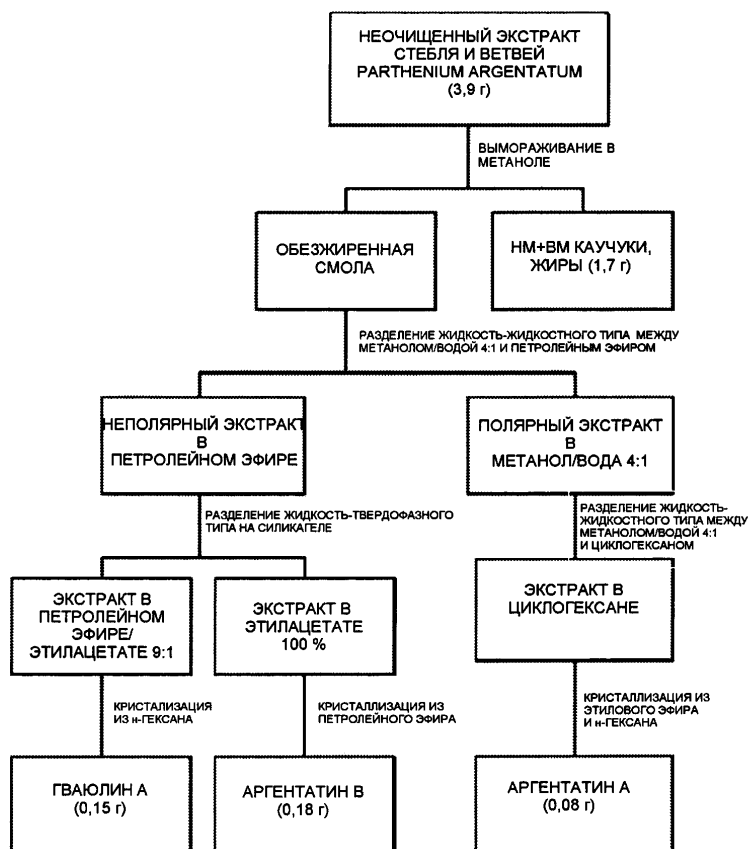 НЕОЧИЩЕННЫЙ ЭКСТРАКТ
СТЕБЛЯ И ВЕТВЕЙ
PARTHENIUM ARGENTATUM
(3,9 г)
ВЫМОРАЖИВАНИЕ В
МЕТАНОЛЕ
ОБЕЗЖИРЕННАЯ
СМОЛА
НМ+ВМ КАУЧУКИ,
ЖИРЫ (1,7 г)
РАЗДЕЛЕНИЕ ЖИДКОСТЬ-ЖИДКОСТНОГО ТИПА МЕЖДУ
МЕТАНОЛОМ/ВОДОЙ 4:1 И ПЕТРОЛЕЙНЫМ ЭФИРОМ
НЕПОЛЯРНЫЙ ЭКСТРАКТ
В
ПЕТРОЛЕЙНОМ ЭФИРЕ
ПОЛЯРНЫЙ ЭКСТРАКТ
В
МЕТАНОЛ/ВОДА 4:1
РАЗДЕЛЕНИЕ ЖИДКОСТЬ-ТВЕРДОФАЗНОГО
ТИПА НА СИЛИКАГЕЛЕ
РАЗДЕЛЕНИЕ ЖИДКОСТЬ-
ЖИДКОСТНОГО ТИПА МЕЖДУ
МЕТАНОЛОМ/ВОДОЙ 4:1
И ЦИКЛОГЕКСАНОМ
ЭКСТРАКТ В
ПЕТРОЛЕЙНОМ
ЭФИРЕ/
ЭТИЛАЦЕТАТЕ 9:1
ЭКСТРАКТ В
ЭТИЛАЦЕТАТЕ
100 %
ЭКСТРАКТ В
ЦИКЛОГЕКСАНЕ
КРИСТАЛИЗАЦИЯ
ИЗ н-ГЕКСАНА
КРИСТАЛЛИЗАЦИЯ ИЗ
ПЕТРОЛЕЙНОГО ЭФИРА
КРИСТАЛЛИЗАЦИЯ ИЗ
ЭТИЛОВОГО ЭФИРА
И н-ГЕКСАНА
ГВАЮЛИН А
(0,15 г)
АРГЕНТАТИН В
(0,18 г)
АРГЕНТАТИН А
(0,08 г)